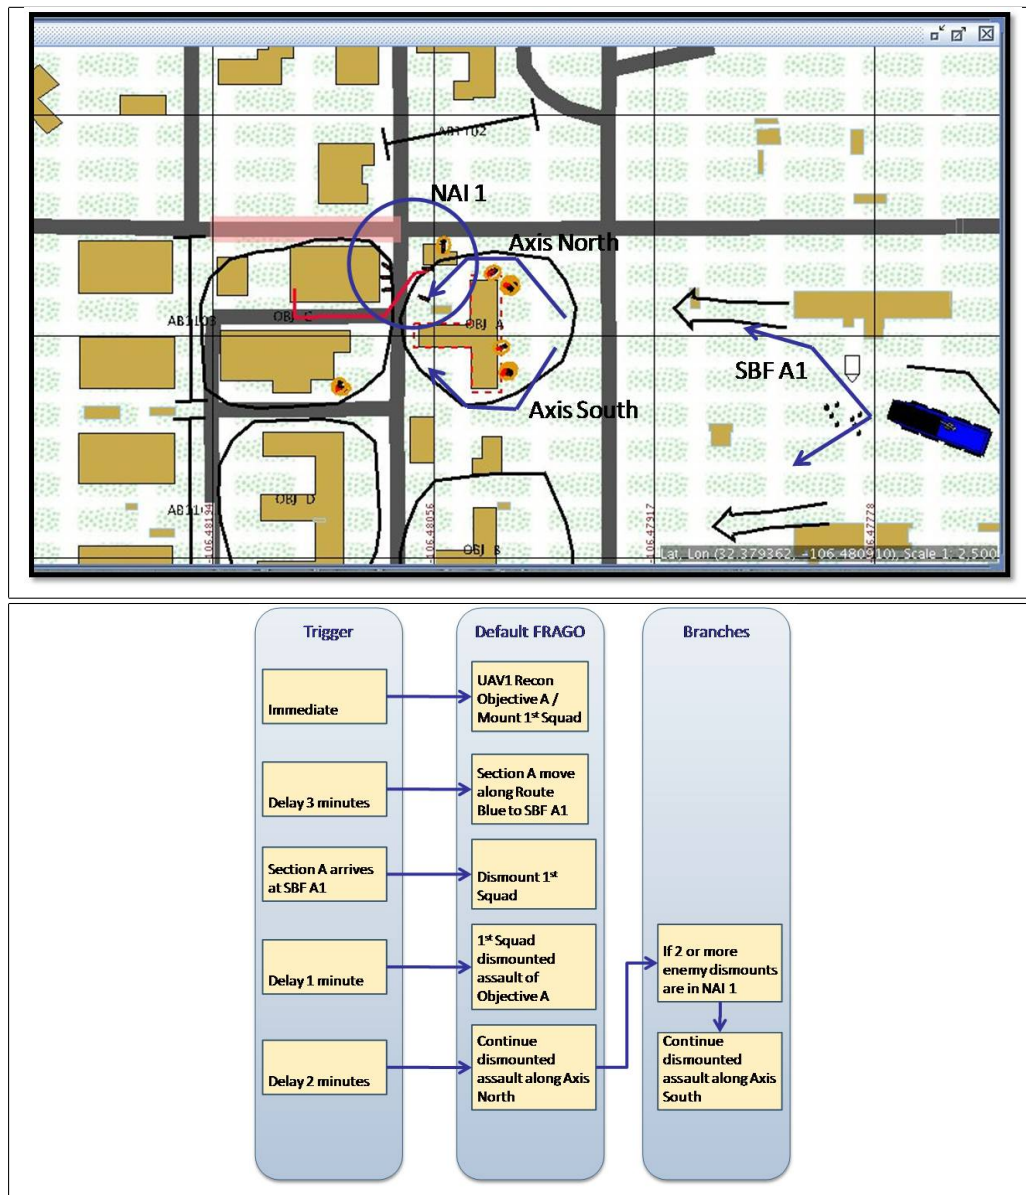 AB1102
NAI 1
Axis North
AB1103
OBJ C
OBJ A
SBF A1
Axis South
OBJ D
OBJ B
-106.48056
-106.47917
Lat, Lon (32.379362, -106.480910), Scale 1: 2,500
Trigger
Default FRAGO
Branches
Immediate
UAV1 Recon
Objective A /
Mount 1st Squad
Delay 3 minutes
Section A move
along Route
Blue to SBF A1
Section A arrives
at SBF A1
Dismount 1st
Squad
Delay 1 minute
1st Squad
dismounted
assault of
Objective A
If 2 or more
enemy dismounts
are in NAI 1
Delay 2 minutes
Continue
dismounted
assault along Axis
North
Continue
dismounted
assault along Axis
South